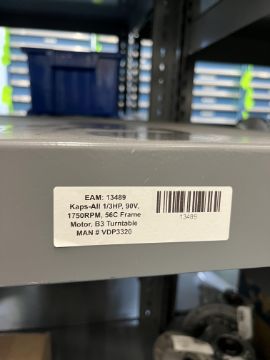 EAM: 13489
Kaps-All 1/3HP, 90V,
1750RPM, 56C Frame
Motor, B3 Turntable
MAN # VDP3320
13489